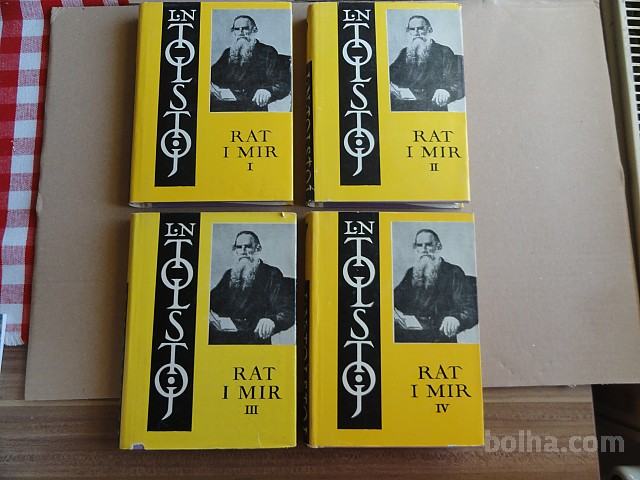 L·N
TOLSTOJ
RAT
I MIR
I
L·N
TOLSTOJ
RAT
I MIR
II
L·N
TOLSTOJ
RAT
I MIR
III
L·N
TOLSTOJ
RAT
I MIR
IV
bolha.com